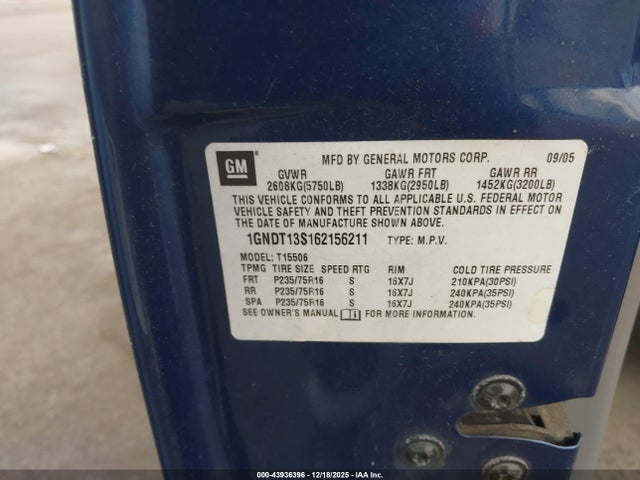 GM
MFD BY GENERAL MOTORS CORP. 09/05
GVWR GAWR FRT GAWR RR
2608KG(5750LB) 1338KG(2950LB) 1452KG(3200LB)
THIS VEHICLE CONFORMS TO ALL APPLICABLE U.S. FEDERAL MOTOR
VEHICLE SAFETY AND THEFT PREVENTION STANDARDS IN EFFECT ON
THE DATE OF MANUFACTURE SHOWN ABOVE.
1GNDT13S162156211 TYPE: M.P.V.
MODEL: T15506
TPMG TIRE SIZE SPEED RTG RIM COLD TIRE PRESSURE
FRT P235/75R16 S 16X7J 210KPA(30PSI)
RR P235/75R16 S 16X7J 240KPA(35PSI)
SPA P235/75R16 S 16X7J 240KPA(35PSI)
SEE OWNER'S MANUAL FOR MORE INFORMATION.
000-43936396 - 12/18/2025 - IAA Inc.